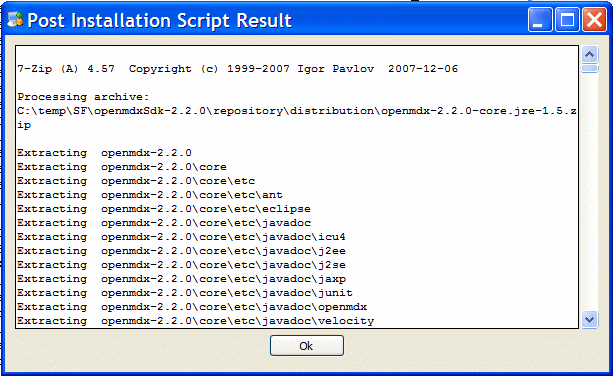 Post Installation Script Result
7-Zip (A) 4.57  Copyright (c) 1999-2007 Igor Pavlov  2007-12-06
Processing archive:
C:\temp\SF\openmdxSdk-2.2.0\repository\distribution\openmdx-2.2.0-core.jre-1.5.z
ip
Extracting  openmdx-2.2.0
Extracting  openmdx-2.2.0\core
Extracting  openmdx-2.2.0\core\etc
Extracting  openmdx-2.2.0\core\etc\ant
Extracting  openmdx-2.2.0\core\etc\eclipse
Extracting  openmdx-2.2.0\core\etc\javadoc
Extracting  openmdx-2.2.0\core\etc\javadoc\icu4
Extracting  openmdx-2.2.0\core\etc\javadoc\j2ee
Extracting  openmdx-2.2.0\core\etc\javadoc\j2se
Extracting  openmdx-2.2.0\core\etc\javadoc\jaxp
Extracting  openmdx-2.2.0\core\etc\javadoc\junit
Extracting  openmdx-2.2.0\core\etc\javadoc\openmdx
Extracting  openmdx-2.2.0\core\etc\javadoc\velocity
Ok